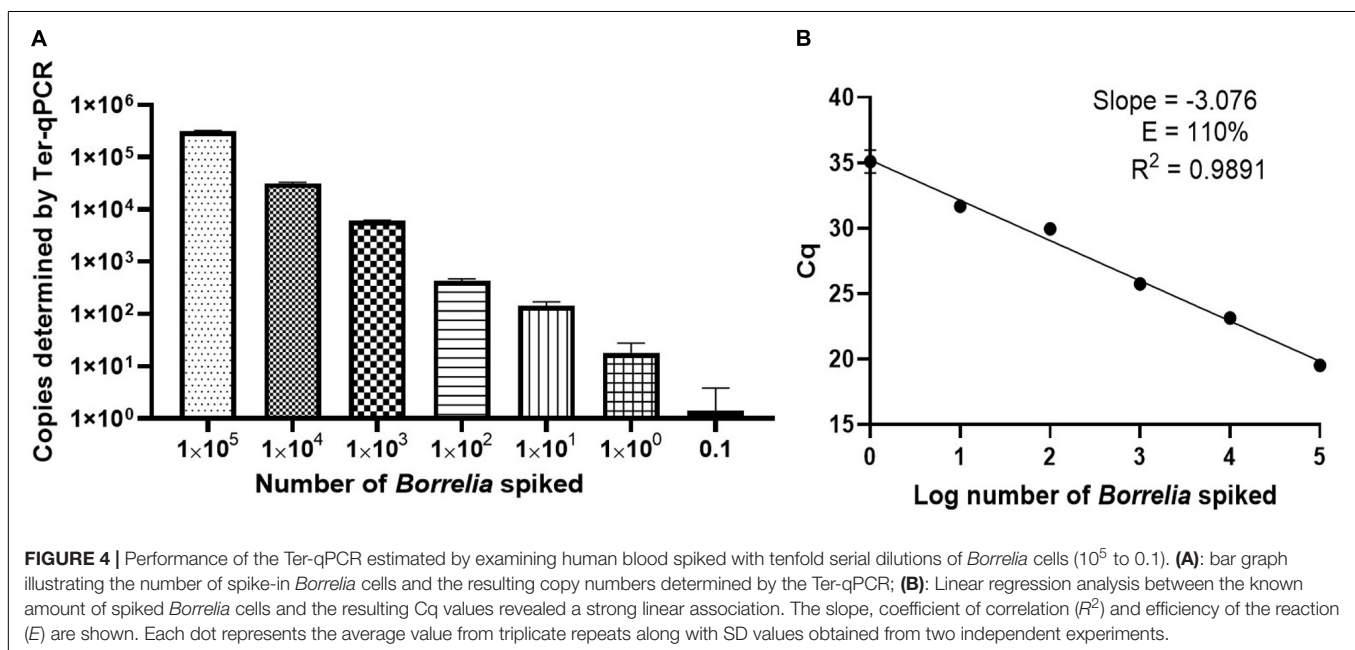 A
Copies determined by Ter-qPCR
1×10⁶
1×10⁵
1×10⁴
1×10³
1×10²
1×10¹
1×10⁰
1×10⁵ 1×10⁴ 1×10³ 1×10² 1×10¹ 1×10⁰ 0.1
Number of Borrelia spiked
B
Cq
40
35
30
25
20
15
Slope = -3.076
E = 110%
R² = 0.9891
0 1 2 3 4 5
Log number of Borrelia spiked
FIGURE 4 | Performance of the Ter-qPCR estimated by examining human blood spiked with tenfold serial dilutions of Borrelia cells (10⁵ to 0.1). (A): bar graph
illustrating the number of spike-in Borrelia cells and the resulting copy numbers determined by the Ter-qPCR; (B): Linear regression analysis between the known
amount of spiked Borrelia cells and the resulting Cq values revealed a strong linear association. The slope, coefficient of correlation (R²) and efficiency of the reaction
(E) are shown. Each dot represents the average value from triplicate repeats along with SD values obtained from two independent experiments.